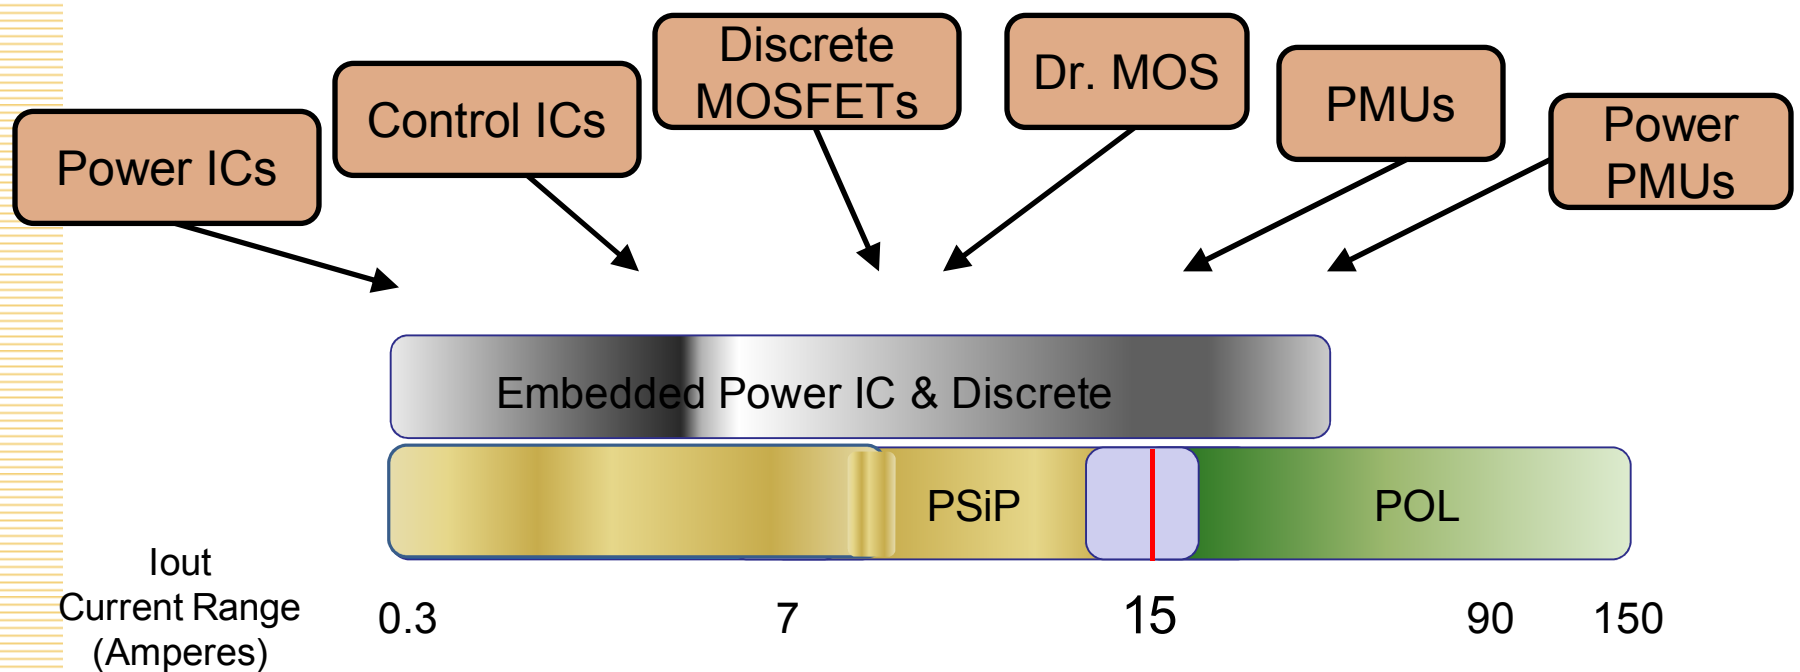 Discrete
MOSFETs
Dr. MOS
Control ICs
PMUs
Power
PMUs
Power ICs
Embedded Power IC & Discrete
PSiP
POL
Iout
Current Range
(Amperes)
0.3
7
15
90
150